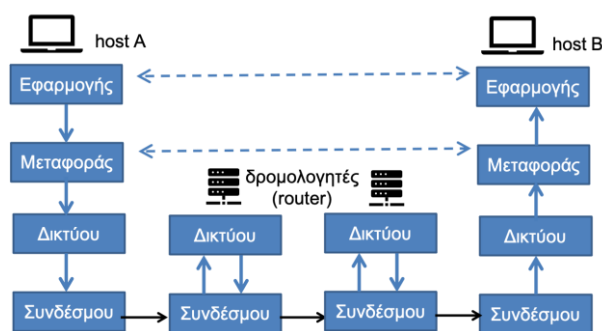 host A
host B
Εφαρμογής
Εφαρμογής
Μεταφοράς
Μεταφοράς
δρομολογητές
(router)
Δικτύου
Δικτύου
Δικτύου
Δικτύου
Συνδέσμου
Συνδέσμου
Συνδέσμου
Συνδέσμου